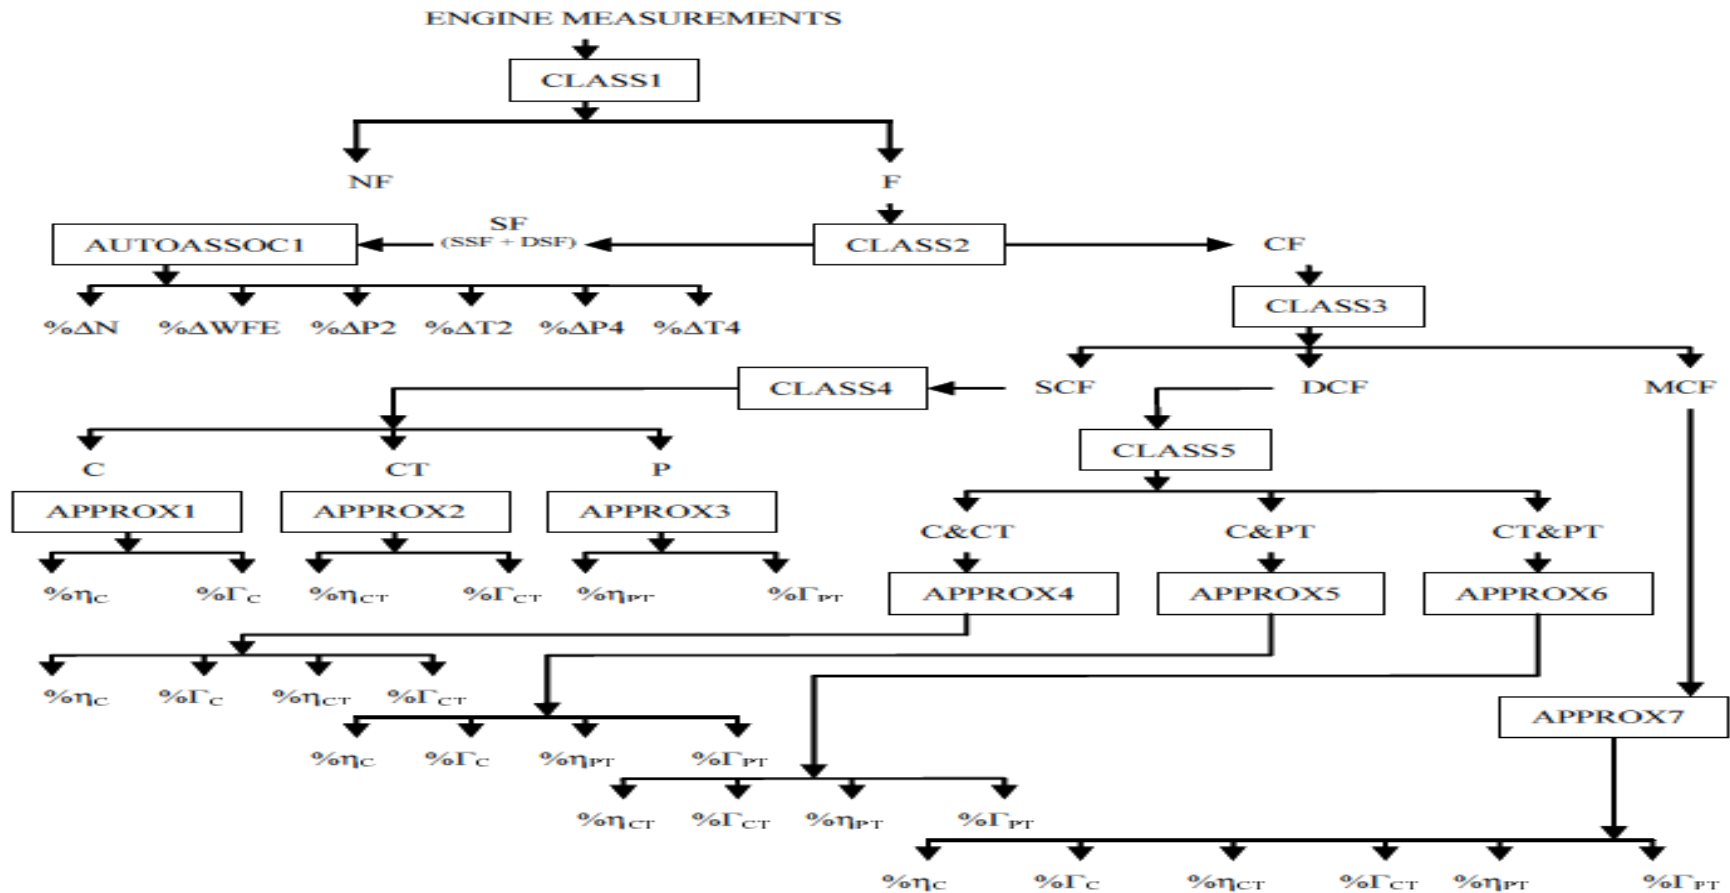 ENGINE MEASUREMENTS
CLASS1
NF F
SF
(SSF + DSF)
AUTOASSOC1 CLASS2 CF
CLASS3
%ΔN %ΔWFE %ΔP2 %ΔT2 %ΔP4 %ΔT4
CLASS4 SCF DCF MCF
CLASS5
C CT P
APPROX1 APPROX2 APPROX3
C&CT C&PT CT&PT
%ηC %ΓC %ηCT %ΓCT %ηPT %ΓPT
APPROX4 APPROX5 APPROX6
%ηC %ΓC %ηCT %ΓCT
APPROX7
%ηC %ΓC %ηPT %ΓPT
%ηCT %ΓCT %ηPT %ΓPT
%ηC %ΓC %ηCT %ΓCT %ηPT %ΓPT